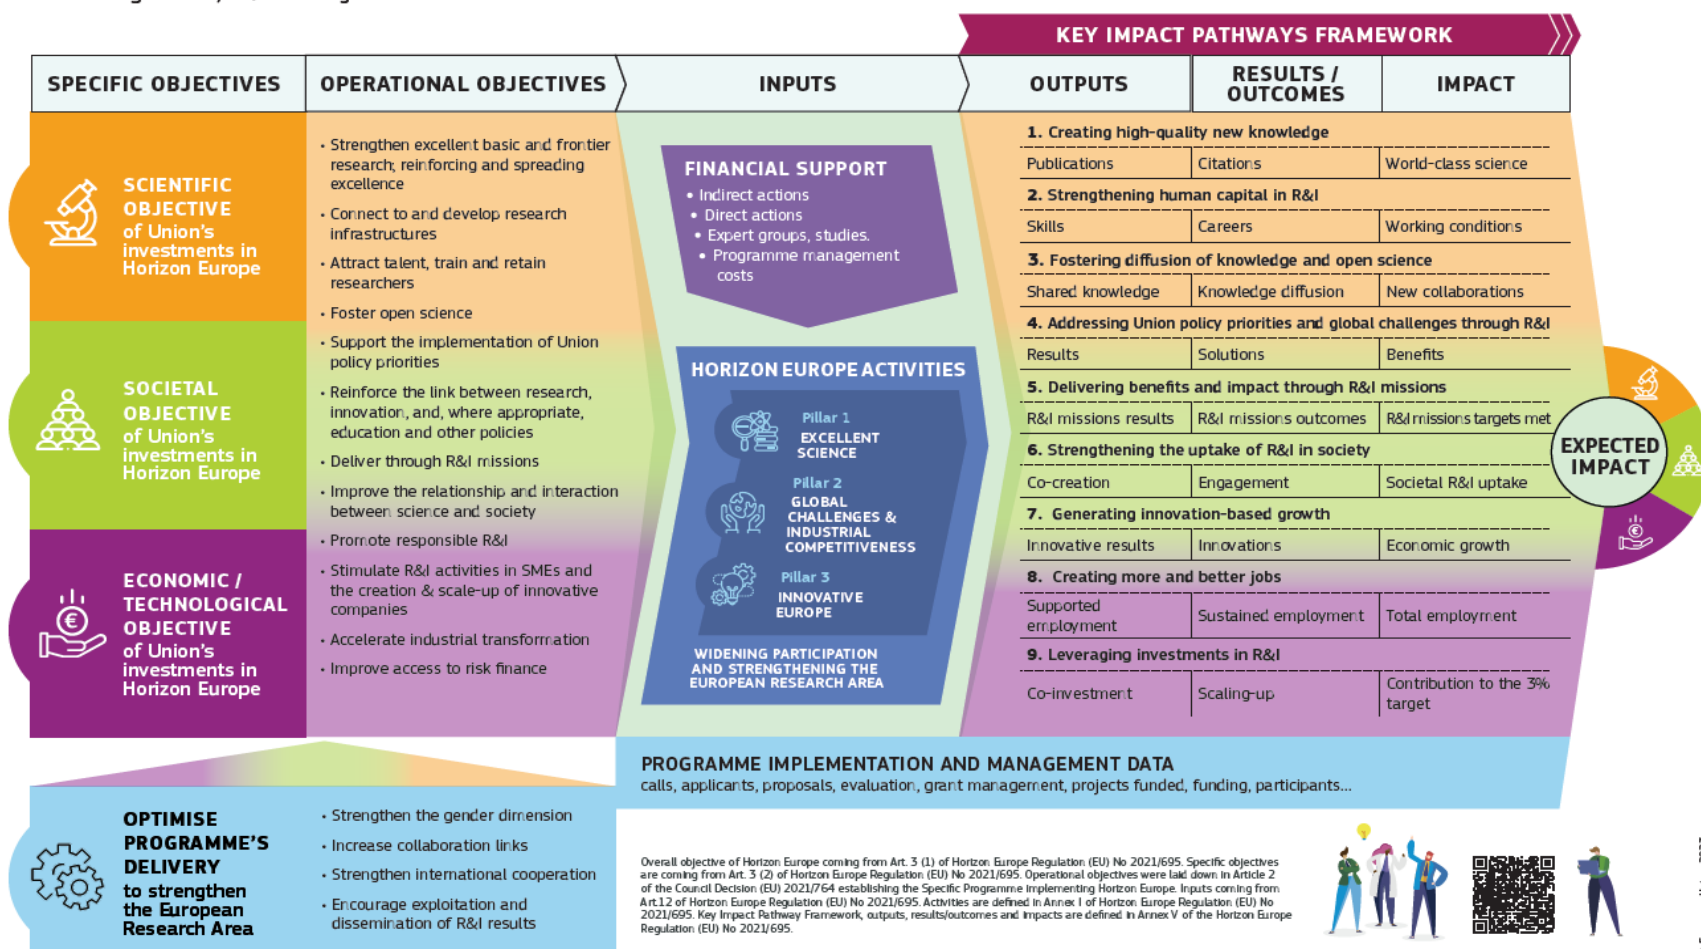 KEY IMPACT PATHWAYS FRAMEWORK
SPECIFIC OBJECTIVES
OPERATIONAL OBJECTIVES
INPUTS
OUTPUTS
RESULTS /
OUTCOMES
IMPACT
SCIENTIFIC
OBJECTIVE
of Union's
investments in
Horizon Europe
SOCIETAL
OBJECTIVE
of Union's
investments in
Horizon Europe
ECONOMIC /
TECHNOLOGICAL
OBJECTIVE
of Union's
investments in
Horizon Europe
• Strengthen excellent basic and frontier
research; reinforcing and spreading
excellence
• Connect to and develop research
infrastructures
• Attract talent, train and retain
researchers
• Foster open science
• Support the implementation of Union
policy priorities
• Reinforce the link between research,
innovation, and, where appropriate,
education and other policies
• Deliver through R&I missions
• Improve the relationship and interaction
between science and society
• Promote responsible R&I
• Stimulate R&I activities in SMEs and
the creation & scale-up of innovative
companies
• Accelerate industrial transformation
• Improve access to risk finance
FINANCIAL SUPPORT
• Indirect actions
• Direct actions
• Expert groups, studies.
• Programme management
costs
HORIZON EUROPE ACTIVITIES
Pillar 1
EXCELLENT
SCIENCE
Pillar 2
GLOBAL
CHALLENGES &
INDUSTRIAL
COMPETITIVENESS
Pillar 3
INNOVATIVE
EUROPE
WIDENING PARTICIPATION
AND STRENGTHENING THE
EUROPEAN RESEARCH AREA
1. Creating high-quality new knowledge
Publications
Citations
World-class science
2. Strengthening human capital in R&I
Skills
Careers
Working conditions
3. Fostering diffusion of knowledge and open science
Shared knowledge
Knowledge diffusion
New collaborations
4. Addressing Union policy priorities and global challenges through R&I
Results
Solutions
Benefits
5. Delivering benefits and impact through R&I missions
R&I missions results
R&I missions outcomes
R&I missions targets met
6. Strengthening the uptake of R&I in society
Co-creation
Engagement
Societal R&I uptake
7. Generating innovation-based growth
Innovative results
Innovations
Economic growth
8. Creating more and better jobs
Supported
employment
Sustained employment
Total employment
9. Leveraging investments in R&I
Co-investment
Scaling-up
Contribution to the 3%
target
EXPECTED
IMPACT
PROGRAMME IMPLEMENTATION AND MANAGEMENT DATA
calls, applicants, proposals, evaluation, grant management, projects funded, funding, participants...
OPTIMISE
PROGRAMME'S
DELIVERY
to strengthen
the European
Research Area
• Strengthen the gender dimension
• Increase collaboration links
• Strengthen international cooperation
• Encourage exploitation and
dissemination of R&I results
Overall objective of Horizon Europe coming from Art. 3 (1) of Horizon Europe Regulation (EU) No 2021/695. Specific objectives
are coming from Art. 3 (2) of Horizon Europe Regulation (EU) No 2021/695. Operational objectives were laid down in Article 2
of the Council Decision (EU) 2021/764 establishing the Specific Programme implementing Horizon Europe. Inputs coming from
Art.12 of Horizon Europe Regulation (EU) No 2021/695. Activities are defined in Annex I of Horizon Europe Regulation (EU) No
2021/695. Key Impact Pathway Framework, outputs, results/outcomes and impacts are defined in Annex V of the Horizon Europe
Regulation (EU) No 2021/695.